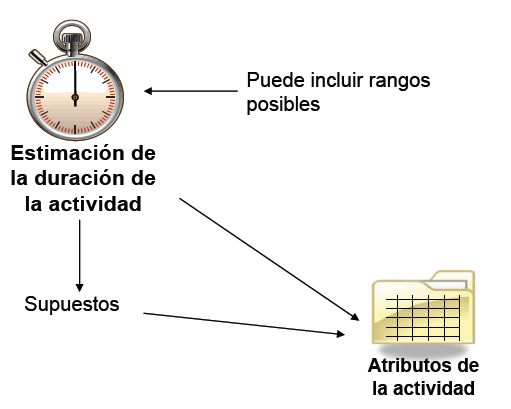 Puede incluir rangos
posibles
Estimación de
la duración de
la actividad
Supuestos
Atributos de
la actividad